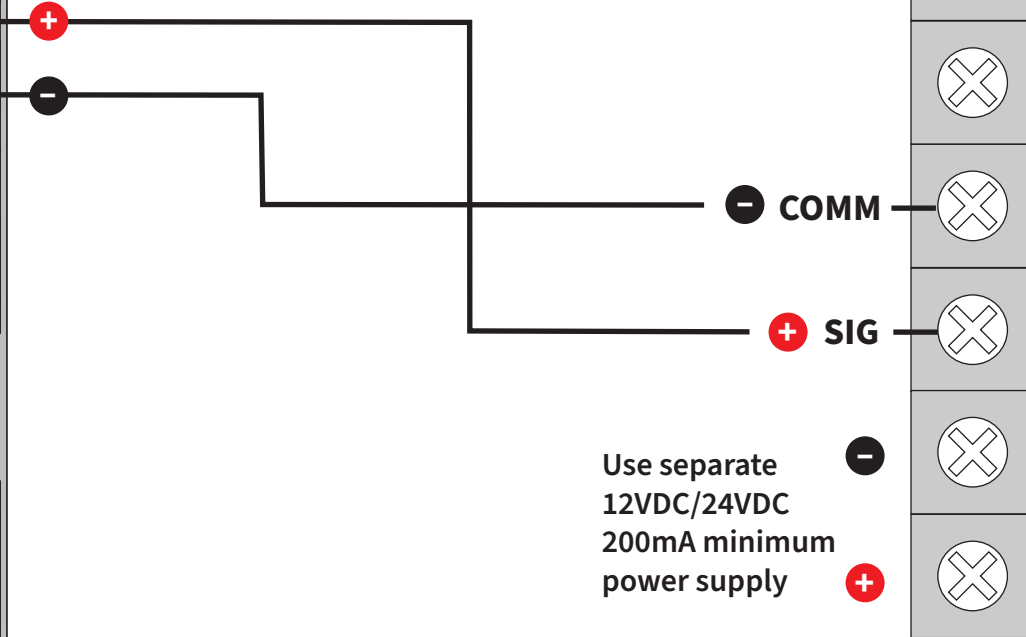 +
−
− COMM
+ SIG
−
Use separate
12VDC/24VDC
200mA minimum
power supply
+